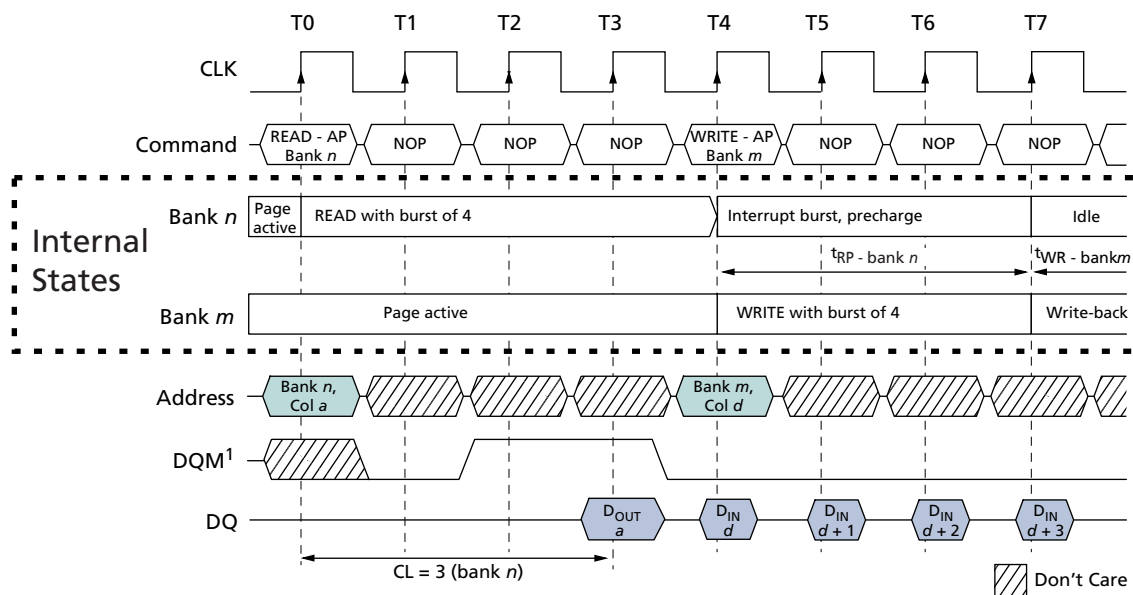 T0 T1 T2 T3 T4 T5 T6 T7
CLK
Command READ - AP Bank n NOP NOP NOP WRITE - AP Bank m NOP NOP NOP
Internal States
Bank n Page active READ with burst of 4 Interrupt burst, precharge Idle
tRP - bank n tWR - bankm
Bank m Page active WRITE with burst of 4 Write-back
Address Bank n, Col a Bank m, Col d
DQM1
DQ DOUT a DIN d DIN d + 1 DIN d + 2 DIN d + 3
CL = 3 (bank n)
Don't Care